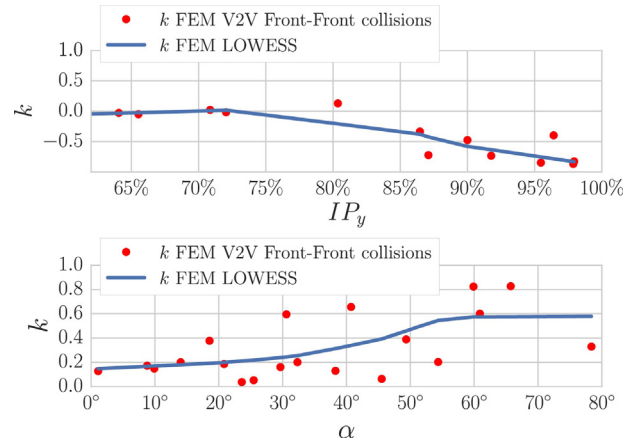 k FEM V2V Front-Front collisions
k FEM LOWESS
1.0
0.5
0.0
−0.5
k
65% 70% 75% 80% 85% 90% 95% 100%
IP_y
k FEM V2V Front-Front collisions
k FEM LOWESS
1.0
0.8
0.6
0.4
0.2
0.0
k
0° 10° 20° 30° 40° 50° 60° 70° 80°
α